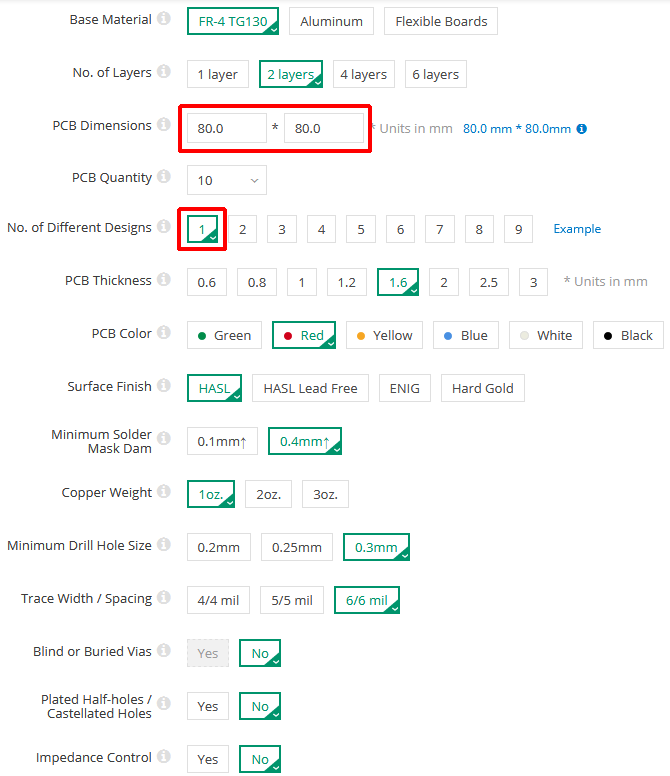 Base Material FR-4 TG130 Aluminum Flexible Boards
No. of Layers 1 layer 2 layers 4 layers 6 layers
PCB Dimensions 80.0 * 80.0 * Units in mm 80.0 mm * 80.0mm
PCB Quantity 10
No. of Different Designs 1 2 3 4 5 6 7 8 9 Example
PCB Thickness 0.6 0.8 1 1.2 1.6 2 2.5 3 * Units in mm
PCB Color Green Red Yellow Blue White Black
Surface Finish HASL HASL Lead Free ENIG Hard Gold
Minimum Solder
Mask Dam 0.1mm↑ 0.4mm↑
Copper Weight 1oz. 2oz. 3oz.
Minimum Drill Hole Size 0.2mm 0.25mm 0.3mm
Trace Width / Spacing 4/4 mil 5/5 mil 6/6 mil
Blind or Buried Vias Yes No
Plated Half-holes /
Castellated Holes Yes No
Impedance Control Yes No